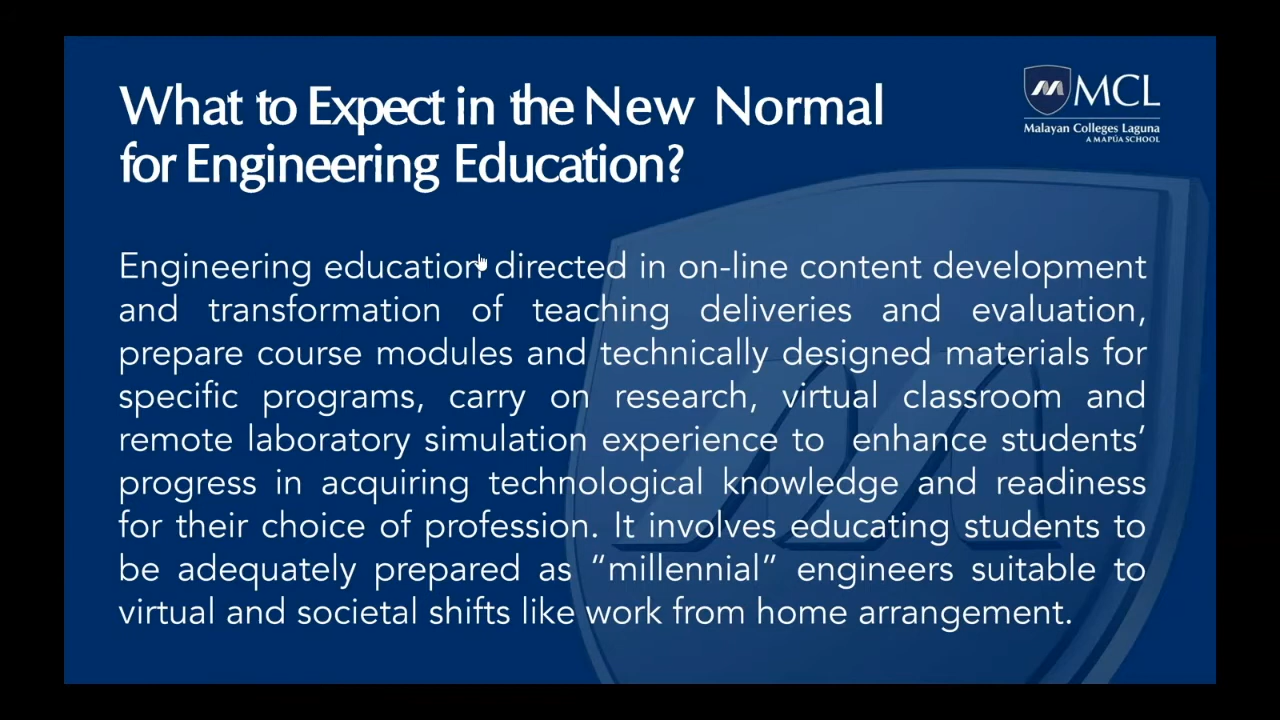 What to Expect in the New Normal
for Engineering Education?
MCL
Malayan Colleges Laguna
A MAPÚA SCHOOL
Engineering education directed in on-line content development
and transformation of teaching deliveries and evaluation,
prepare course modules and technically designed materials for
specific programs, carry on research, virtual classroom and
remote laboratory simulation experience to enhance students’
progress in acquiring technological knowledge and readiness
for their choice of profession. It involves educating students to
be adequately prepared as “millennial” engineers suitable to
virtual and societal shifts like work from home arrangement.